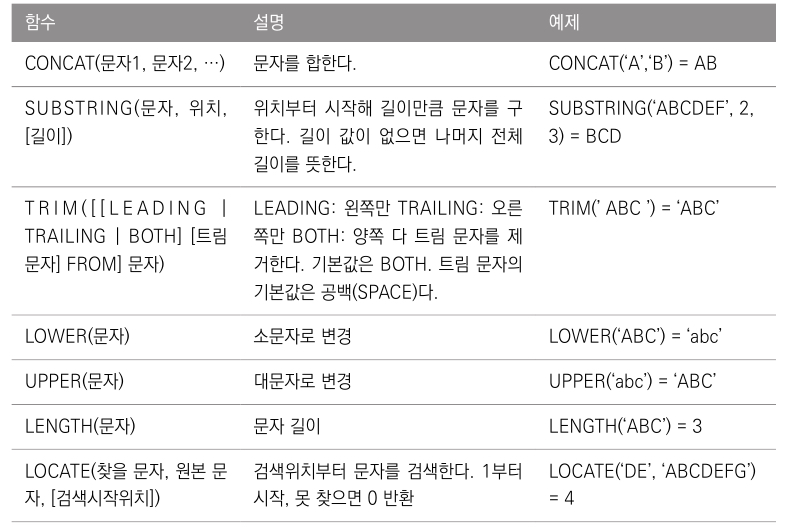 함수 설명 예제
CONCAT(문자1, 문자2, …) 문자를 합한다. CONCAT(‘A’,‘B’) = AB
SUBSTRING(문자, 위치, [길이])
위치부터 시작해 길이만큼 문자를 구
한다. 길이 값이 없으면 나머지 전체
길이를 뜻한다.
SUBSTRING(‘ABCDEF’, 2,
3) = BCD
TRIM([[LEADING |
TRAILING | BOTH] [트림
문자] FROM] 문자)
LEADING: 왼쪽만 TRAILING: 오른
쪽만 BOTH: 양쪽 다 트림 문자를 제
거한다. 기본값은 BOTH. 트림 문자의
기본값은 공백(SPACE)다.
TRIM(’ ABC ’) = ‘ABC’
LOWER(문자) 소문자로 변경 LOWER(‘ABC’) = ‘abc’
UPPER(문자) 대문자로 변경 UPPER(‘abc’) = ‘ABC’
LENGTH(문자) 문자 길이 LENGTH(‘ABC’) = 3
LOCATE(찾을 문자, 원본 문
자, [검색시작위치])
검색위치부터 문자를 검색한다. 1부터
시작, 못 찾으면 0 반환
LOCATE(‘DE’, ‘ABCDEFG’)
= 4